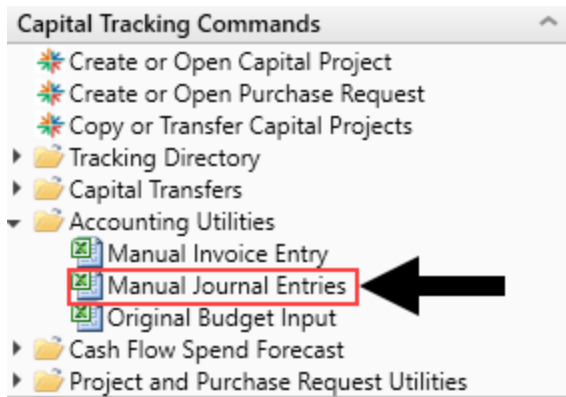 Capital Tracking Commands
Create or Open Capital Project
Create or Open Purchase Request
Copy or Transfer Capital Projects
Tracking Directory
Capital Transfers
Accounting Utilities
Manual Invoice Entry
Manual Journal Entries
Original Budget Input
Cash Flow Spend Forecast
Project and Purchase Request Utilities